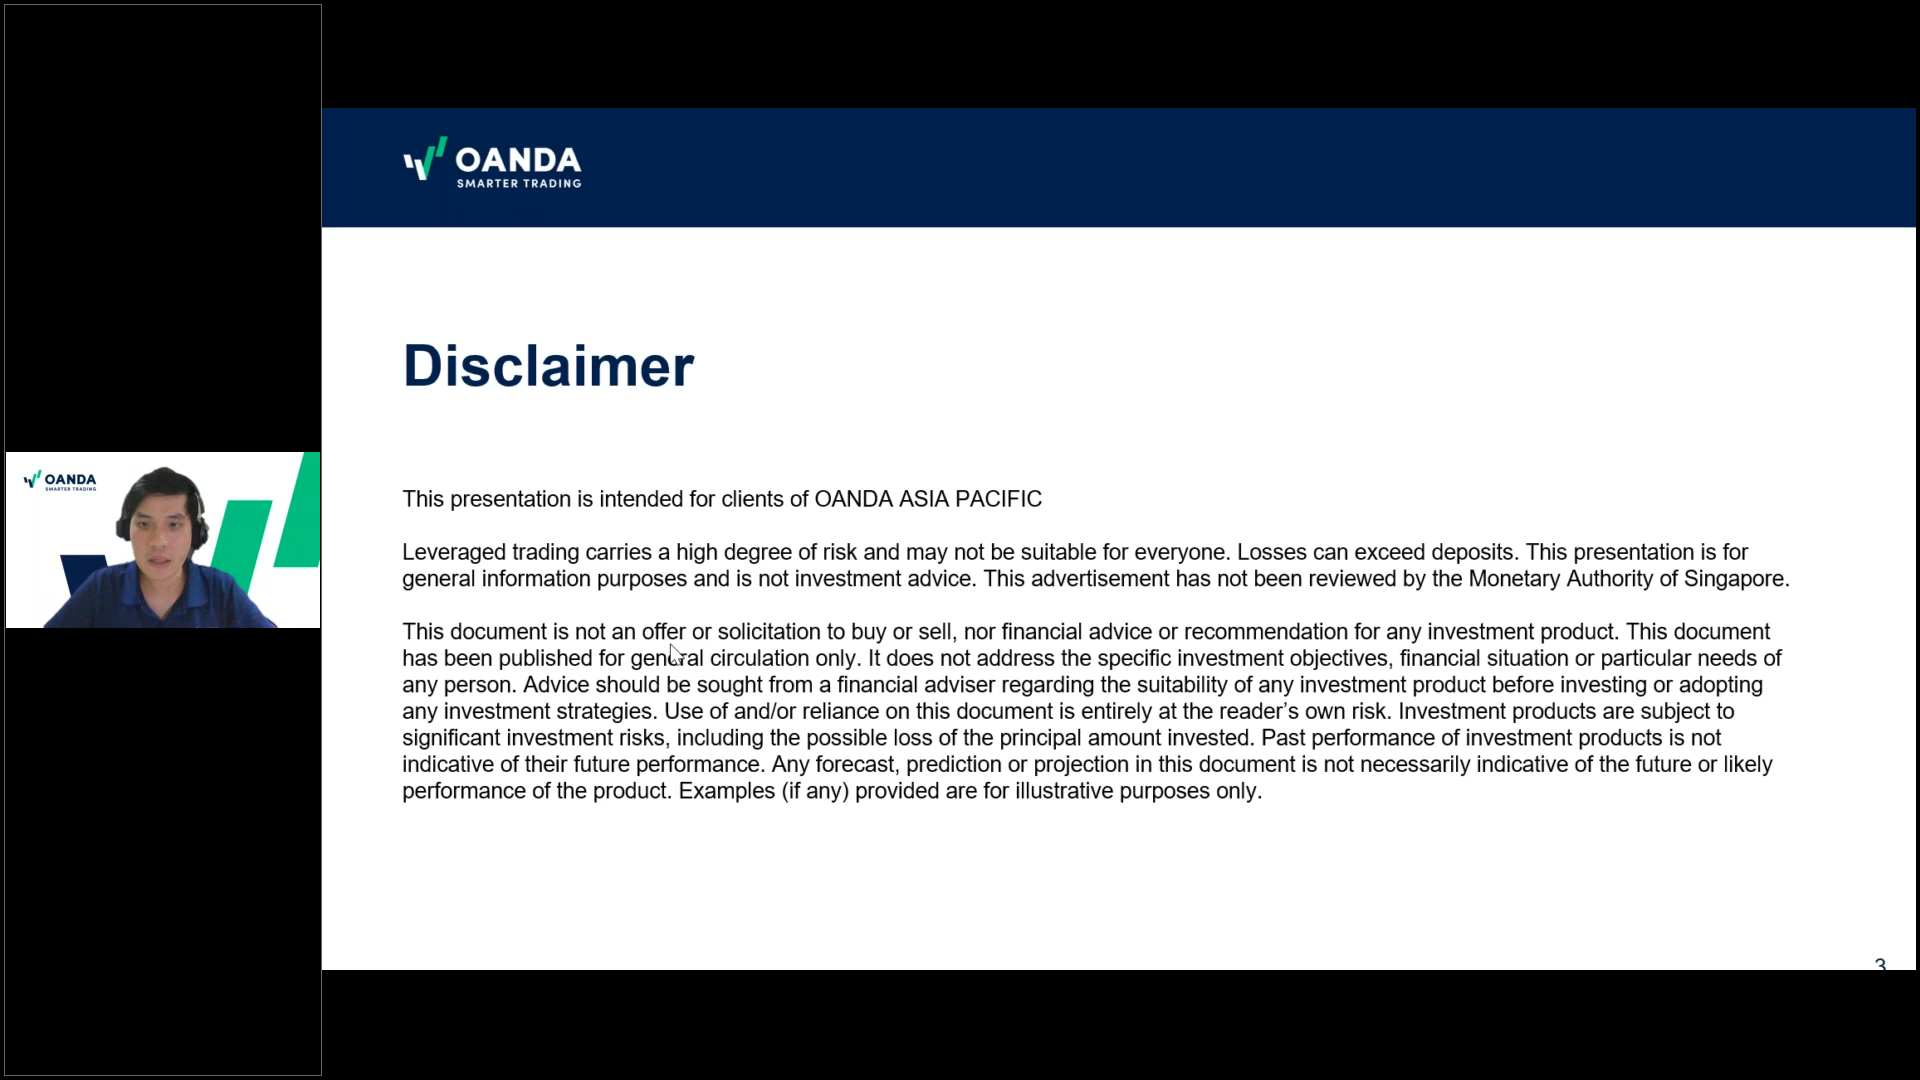 OANDA
SMARTER TRADING
Disclaimer
OANDA
SMARTER TRADING
This presentation is intended for clients of OANDA ASIA PACIFIC
Leveraged trading carries a high degree of risk and may not be suitable for everyone. Losses can exceed deposits. This presentation is for
general information purposes and is not investment advice. This advertisement has not been reviewed by the Monetary Authority of Singapore.
This document is not an offer or solicitation to buy or sell, nor financial advice or recommendation for any investment product. This document
has been published for general circulation only. It does not address the specific investment objectives, financial situation or particular needs of
any person. Advice should be sought from a financial adviser regarding the suitability of any investment product before investing or adopting
any investment strategies. Use of and/or reliance on this document is entirely at the reader’s own risk. Investment products are subject to
significant investment risks, including the possible loss of the principal amount invested. Past performance of investment products is not
indicative of their future performance. Any forecast, prediction or projection in this document is not necessarily indicative of the future or likely
performance of the product. Examples (if any) provided are for illustrative purposes only.
3